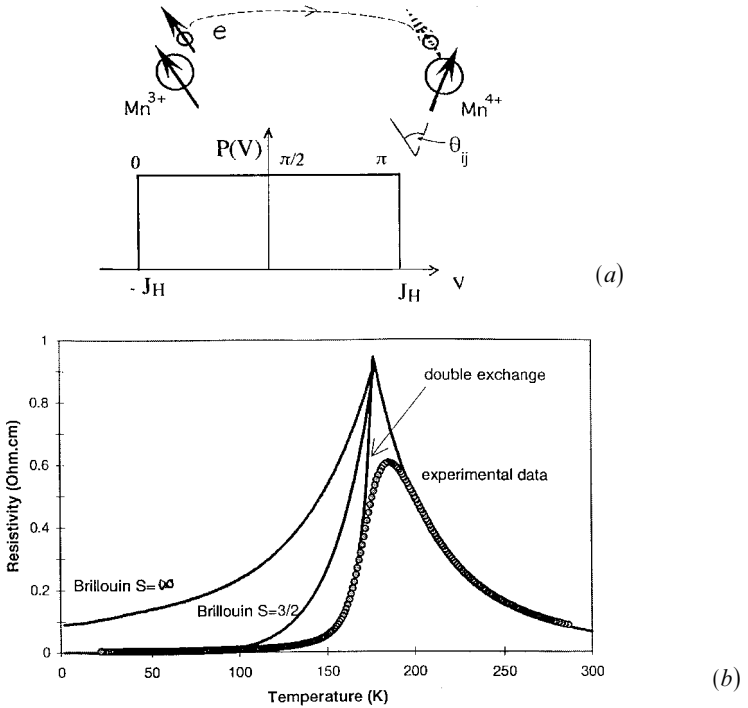 e
Mn3+
Mn4+
θij
P(V)
0
π/2
π
- JH
JH
V
(a)
Resistivity (Ohm.cm)
1
0.8
0.6
0.4
0.2
0
double exchange
experimental data
Brillouin S=∞
Brillouin S=3/2
0
50
100
150
200
250
300
Temperature (K)
(b)